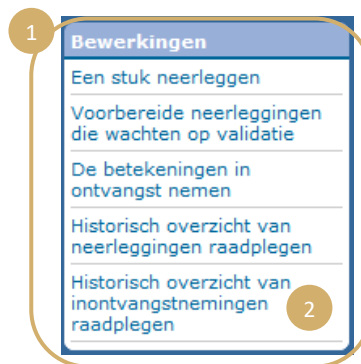 1
Bewerkingen
Een stuk neerleggen
Voorbereide neerleggingen
die wachten op validatie
De betekeningen in
ontvangst nemen
Historisch overzicht van
neerleggingen raadplegen
Historisch overzicht van
inontvangstnemingen
raadplegen
2